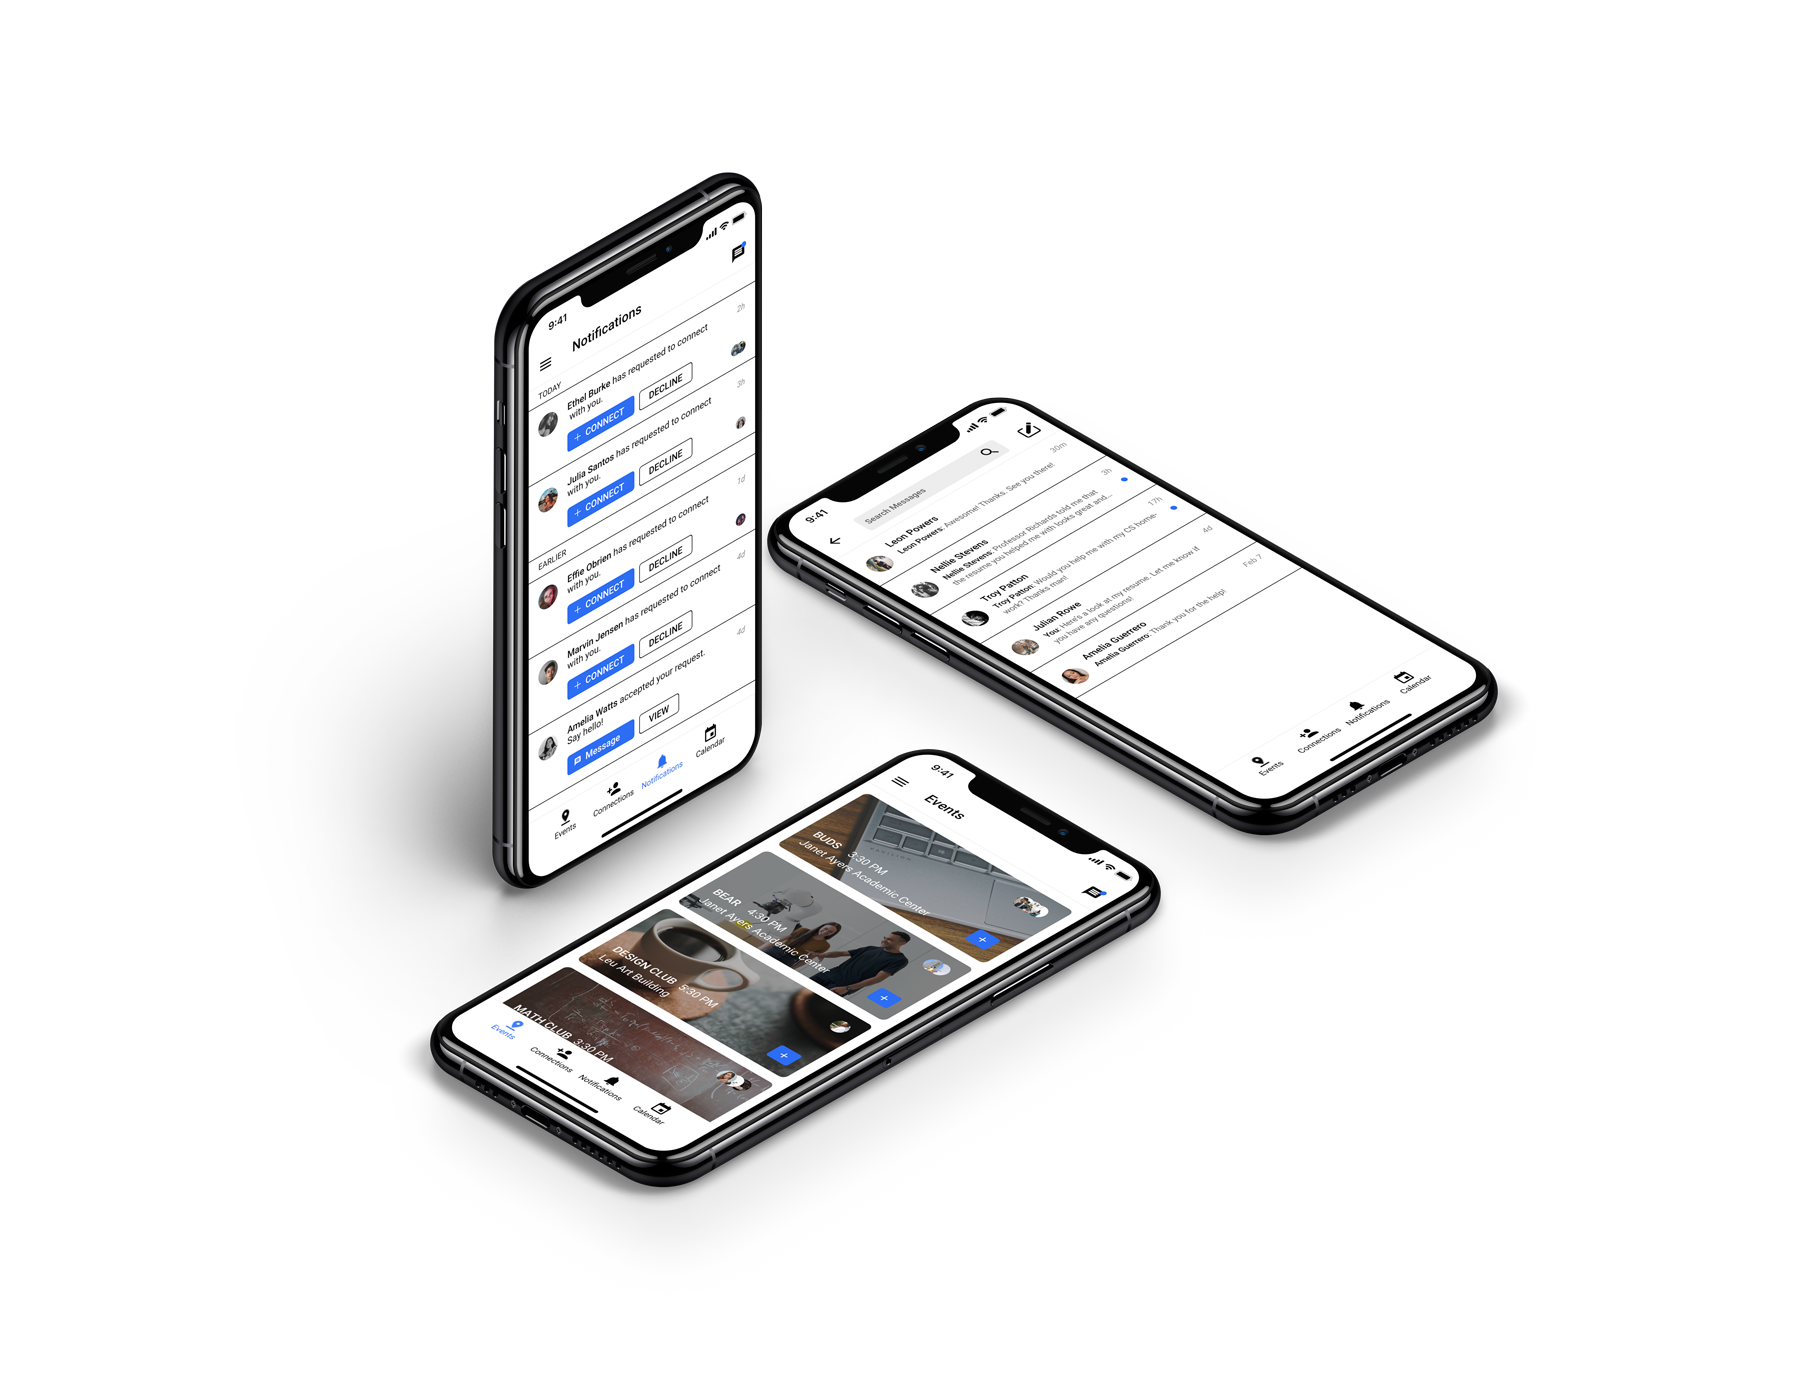 9:41
Notifications
TODAY
2h
Ethel Burke has requested to connect
with you.
+ CONNECT
DECLINE
3h
Julia Santos has requested to connect
with you.
+ CONNECT
DECLINE
EARLIER
1d
Effie Obrien has requested to connect
with you.
+ CONNECT
DECLINE
4d
Marvin Jensen has requested to connect
with you.
+ CONNECT
DECLINE
4d
Amelia Watts accepted your request.
Say hello!
Message
VIEW
Events
Connections
Notifications
Calendar
9:41
Search Messages
Leon Powers
30m
Leon Powers: Awesome! Thanks. See you there!
Nellie Stevens
3h
Nellie Stevens: Professor Richards told me that
the resume you helped me with looks great and...
Troy Patton
17h
Troy Patton: Would you help me with my CS home-
work? Thanks man!
Julian Rowe
4d
You: Here's a look at my resume. Let me know if
you have any questions!
Amelia Guerrero
Feb 7
Amelia Guerrero: Thank you for the help!
Events
Connections
Notifications
Calendar
9:41
Events
BUDS 3:30 PM
Janet Ayers Academic Center
+
BEAR 4:30 PM
Janet Ayers Academic Center
+
DESIGN CLUB 5:30 PM
Leu Art Building
+
MATH CLUB 3:30 PM
Events
Connections
Notifications
Calendar